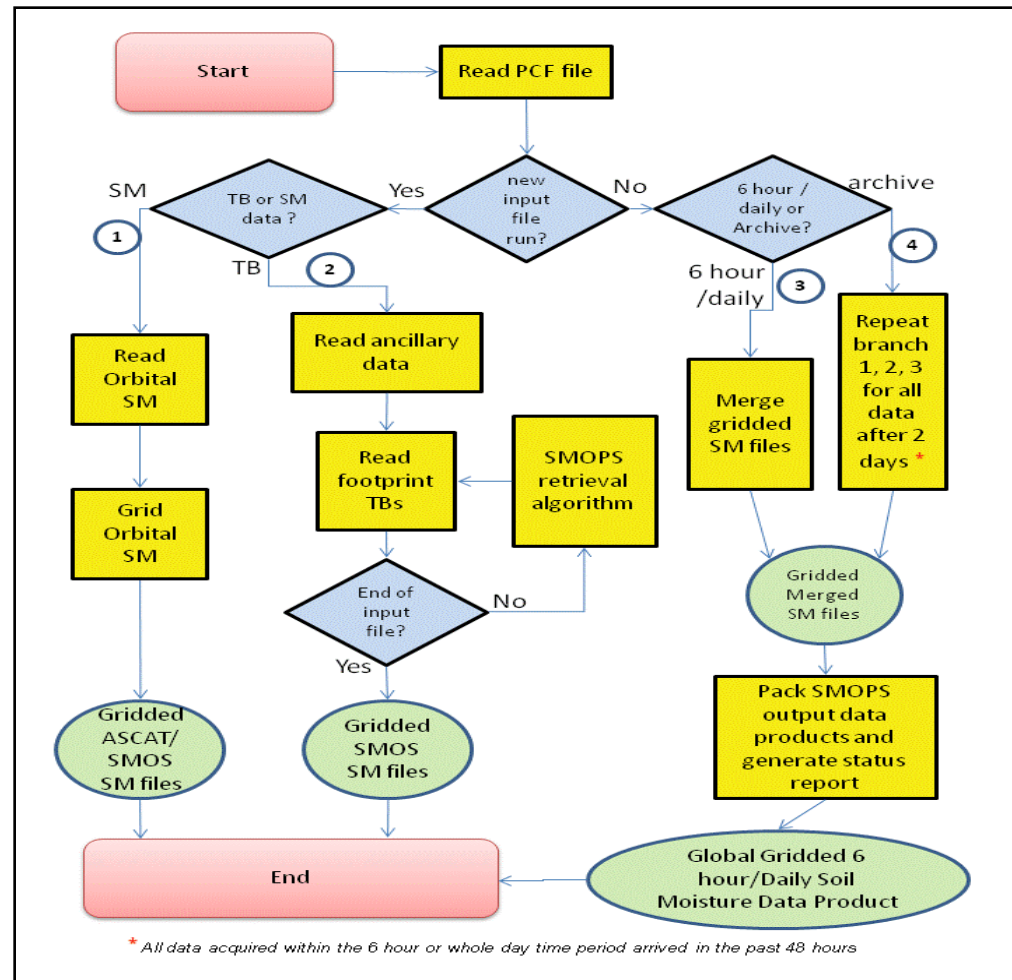 Start
Read PCF file
SM
TB or SM
data ?
Yes
new
input
file
run?
No
6 hour /
daily or
Archive?
archive
1
TB
2
6 hour
/daily
3
4
Read
Orbital
SM
Read ancillary
data
Merge
gridded
SM files
Repeat
branch
1, 2, 3
for all
data
after 2
days *
Grid
Orbital
SM
Read
footprint
TBs
SMOPS
retrieval
algorithm
End of
input
file?
No
Yes
Gridded
Merged
SM files
Gridded
ASCAT/
SMOS
SM files
Gridded
SMOS
SM files
Pack SMOPS
output data
products and
generate status
report
End
Global Gridded 6
hour/Daily Soil
Moisture Data Product
* All data acquired within the 6 hour or whole day time period arrived in the past 48 hours